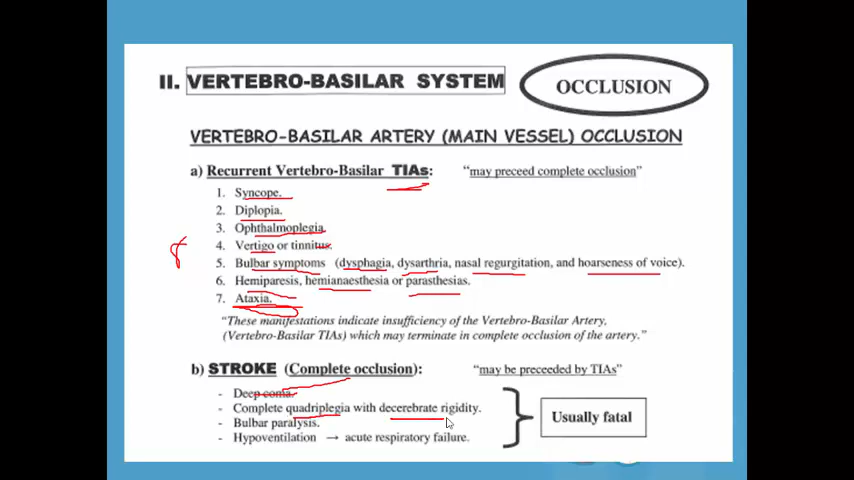 II. VERTEBRO-BASILAR SYSTEM
OCCLUSION
VERTEBRO-BASILAR ARTERY (MAIN VESSEL) OCCLUSION
a) Recurrent Vertebro-Basilar TIAs: "may preceed complete occlusion"
1. Syncope.
2. Diplopia.
3. Ophthalmoplegia.
4. Vertigo or tinnitus.
5. Bulbar symptoms (dysphagia, dysarthria, nasal regurgitation, and hoarseness of voice).
6. Hemiparesis, hemianaesthesia or parasthesias.
7. Ataxia.
"These manifestations indicate insufficiency of the Vertebro-Basilar Artery,
(Vertebro-Basilar TIAs) which may terminate in complete occlusion of the artery."
b) STROKE (Complete occlusion): "may be preceeded by TIAs"
- Deep coma.
- Complete quadriplegia with decerebrate rigidity.
- Bulbar paralysis.
- Hypoventilation → acute respiratory failure.
Usually fatal